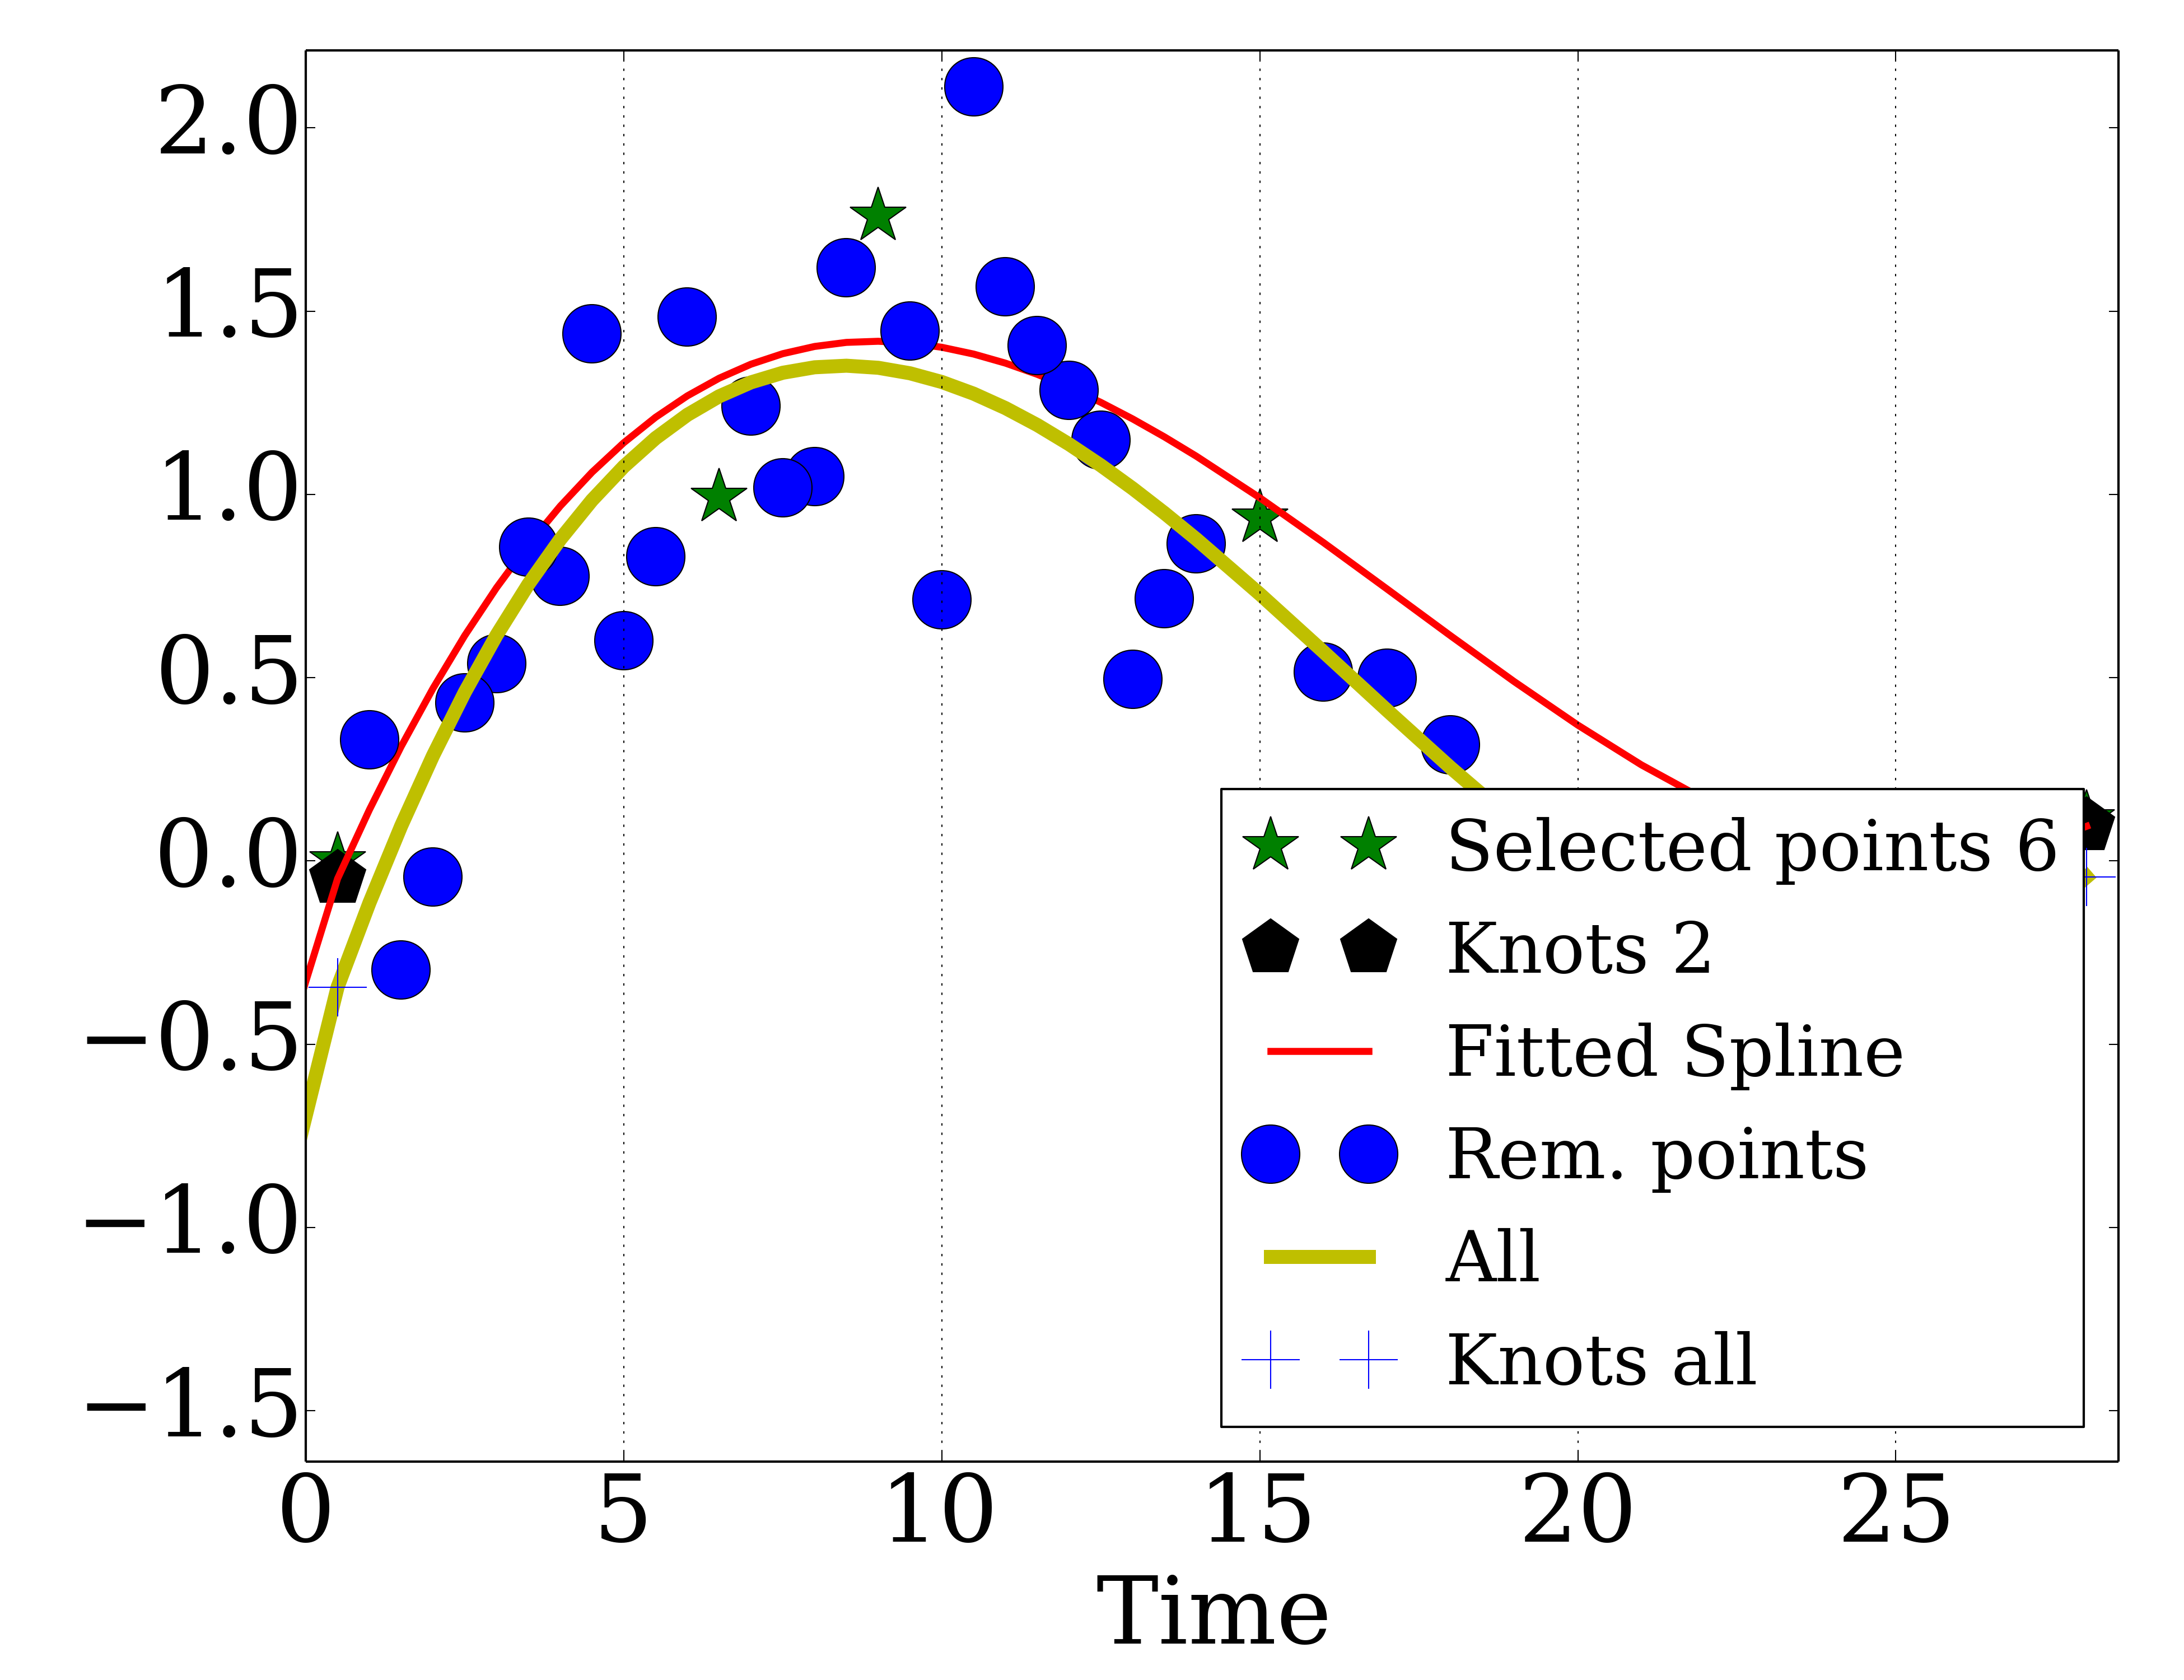 2.0
1.5
1.0
0.5
0.0
−0.5
−1.0
−1.5
Selected points 6
Knots 2
Fitted Spline
Rem. points
All
Knots all
0 5 10 15 20 25
Time